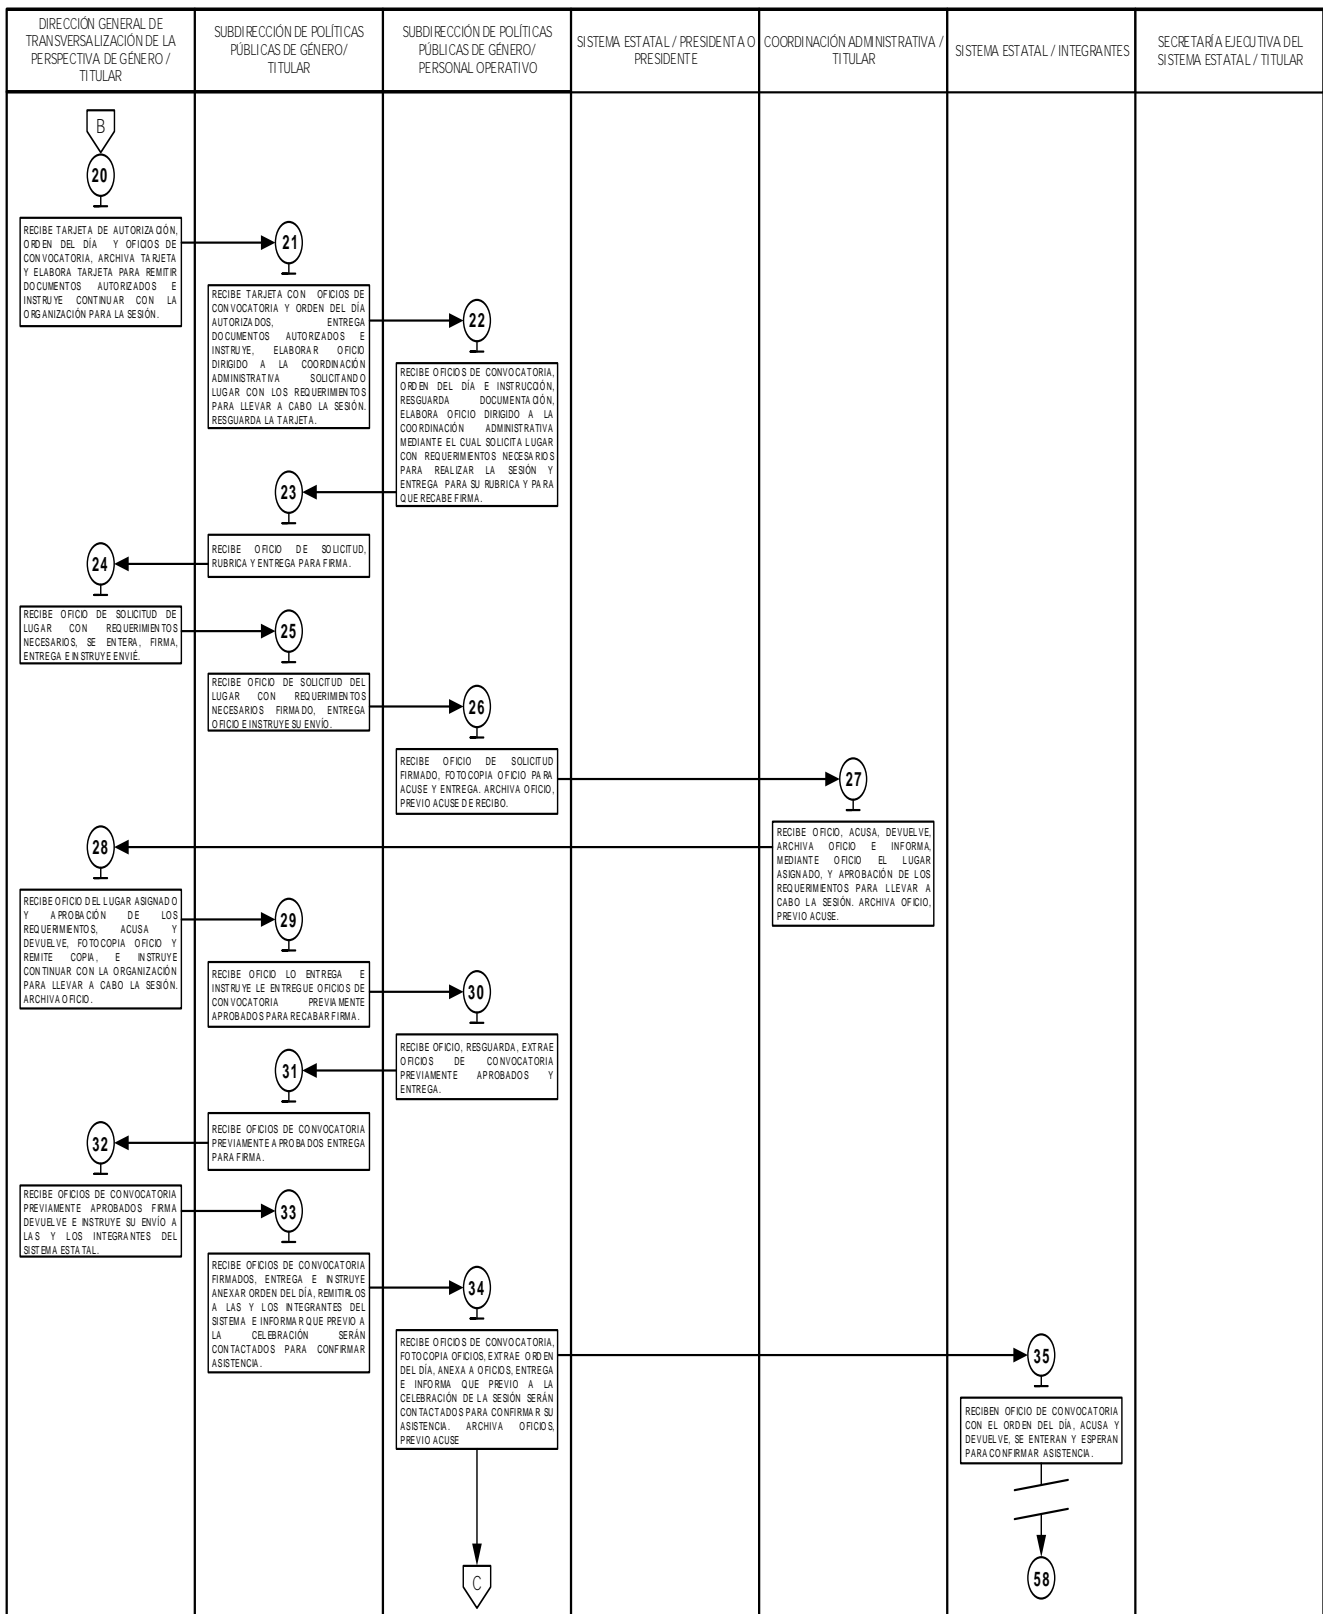 DIRECCIÓN GENERAL DE
TRANSVERSALIZACIÓN DE LA
PERSPECTIVA DE GÉNERO /
TITULAR
SUBDIRECCIÓN DE POLÍTICAS
PÚBLICAS DE GÉNERO/
TITULAR
SUBDIRECCIÓN DE POLÍTICAS
PÚBLICAS DE GÉNERO/
PERSONAL OPERATIVO
SISTEMA ESTATAL / PRESIDENTA O
PRESIDENTE
COORDINACIÓN ADMINISTRATIVA /
TITULAR
SISTEMA ESTATAL / INTEGRANTES
SECRETARÍA EJECUTIVA DEL
SISTEMA ESTATAL / TITULAR
B
20
RECIBE TARJETA DE AUTORIZACIÓN,
ORDEN DEL DÍA Y OFICIOS DE
CONVOCATORIA, ARCHIVA TARJETA
Y ELABORA TARJETA PARA REMITIR
DOCUMENTOS AUTORIZADOS E
INSTRUYE CONTINUAR CON LA
ORGANIZACIÓN PARA LA SESIÓN.
21
RECIBE TARJETA CON OFICIOS DE
CONVOCATORIA Y ORDEN DEL DÍA
AUTORIZADOS, ENTREGA
DOCUMENTOS AUTORIZADOS E
INSTRUYE, ELABORAR OFICIO
DIRIGIDO A LA COORDINACIÓN
ADMINISTRATIVA SOLICITANDO
LUGAR CON LOS REQUERIMIENTOS
PARA LLEVAR A CABO LA SESIÓN.
RESGUARDA LA TARJETA.
22
RECIBE OFICIOS DE CONVOCATORIA,
ORDEN DEL DÍA E INSTRUCCIÓN,
RESGUARDA DOCUMENTACIÓN,
ELABORA OFICIO DIRIGIDO A LA
COORDINACIÓN ADMINISTRATIVA
MEDIANTE EL CUAL SOLICITA LUGAR
CON REQUERIMIENTOS NECESARIOS
PARA REALIZAR LA SESIÓN Y
ENTREGA PARA SU RUBRICA Y PARA
QUE RECABE FIRMA.
23
RECIBE OFICIO DE SOLICITUD,
RUBRICA Y ENTREGA PARA FIRMA.
24
RECIBE OFICIO DE SOLICITUD DE
LUGAR CON REQUERIMIENTOS
NECESARIOS, SE ENTERA, FIRMA,
ENTREGA E INSTRUYE ENVIÉ.
25
RECIBE OFICIO DE SOLICITUD DEL
LUGAR CON REQUERIMIENTOS
NECESARIOS FIRMADO, ENTREGA
OFICIO E INSTRUYE SU ENVÍO.
26
RECIBE OFICIO DE SOLICITUD
FIRMADO, FOTOCOPIA OFICIO PARA
ACUSE Y ENTREGA. ARCHIVA OFICIO,
PREVIO ACUSE DE RECIBO.
27
RECIBE OFICIO, ACUSA, DEVUELVE,
ARCHIVA OFICIO E INFORMA,
MEDIANTE OFICIO EL LUGAR
ASIGNADO, Y APROBACIÓN DE LOS
REQUERIMIENTOS PARA LLEVAR A
CABO LA SESIÓN. ARCHIVA OFICIO,
PREVIO ACUSE.
28
RECIBE OFICIO DEL LUGAR ASIGNADO
Y APROBACIÓN DE LOS
REQUERIMIENTOS, ACUSA Y
DEVUELVE, FOTOCOPIA OFICIO Y
REMITE COPIA, E INSTRUYE
CONTINUAR CON LA ORGANIZACIÓN
PARA LLEVAR A CABO LA SESIÓN.
ARCHIVA OFICIO.
29
RECIBE OFICIO LO ENTREGA E
INSTRUYE LE ENTREGUE OFICIOS DE
CONVOCATORIA PREVIAMENTE
APROBADOS PARA RECABAR FIRMA.
30
RECIBE OFICIO, RESGUARDA, EXTRAE
OFICIOS DE CONVOCATORIA
PREVIAMENTE APROBADOS Y
ENTREGA.
31
RECIBE OFICIOS DE CONVOCATORIA
PREVIAMENTE APROBADOS ENTREGA
PARA FIRMA.
32
RECIBE OFICIOS DE CONVOCATORIA
PREVIAMENTE APROBADOS FIRMA
DEVUELVE E INSTRUYE SU ENVÍO A
LAS Y LOS INTEGRANTES DEL
SISTEMA ESTATAL.
33
RECIBE OFICIOS DE CONVOCATORIA
FIRMADOS, ENTREGA E INSTRUYE
ANEXAR ORDEN DEL DÍA, REMITIRLOS
A LAS Y LOS INTEGRANTES DEL
SISTEMA E INFORMAR QUE PREVIO A
LA CELEBRACIÓN SERÁN
CONTACTADOS PARA CONFIRMAR
ASISTENCIA.
34
RECIBE OFICIOS DE CONVOCATORIA,
FOTOCOPIA OFICIOS, EXTRAE ORDEN
DEL DÍA, ANEXA A OFICIOS, ENTREGA
E INFORMA QUE PREVIO A LA
CELEBRACIÓN DE LA SESIÓN SERÁN
CONTACTADOS PARA CONFIRMAR SU
ASISTENCIA. ARCHIVA OFICIOS,
PREVIO ACUSE
35
RECIBEN OFICIO DE CONVOCATORIA
CON EL ORDEN DEL DÍA, ACUSA Y
DEVUELVE, SE ENTERAN Y ESPERAN
PARA CONFIRMAR ASISTENCIA.
C
58